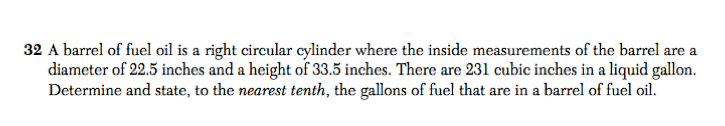 32 A barrel of fuel oil is a right circular cylinder where the inside measurements of the barrel are a
diameter of 22.5 inches and a height of 33.5 inches. There are 231 cubic inches in a liquid gallon.
Determine and state, to the nearest tenth, the gallons of fuel that are in a barrel of fuel oil.